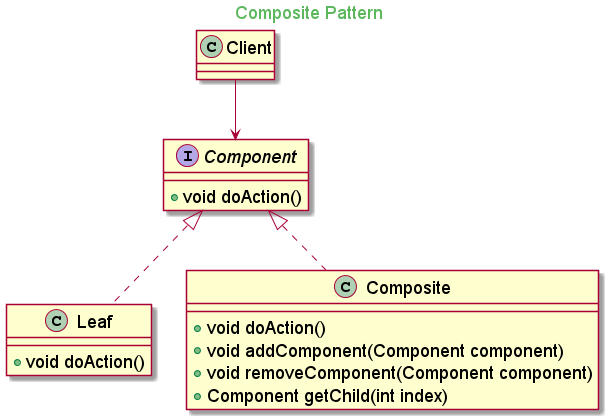 Composite Pattern
C Client
I Component
void doAction()
C Leaf
void doAction()
C Composite
void doAction()
void addComponent(Component component)
void removeComponent(Component component)
Component getChild(int index)